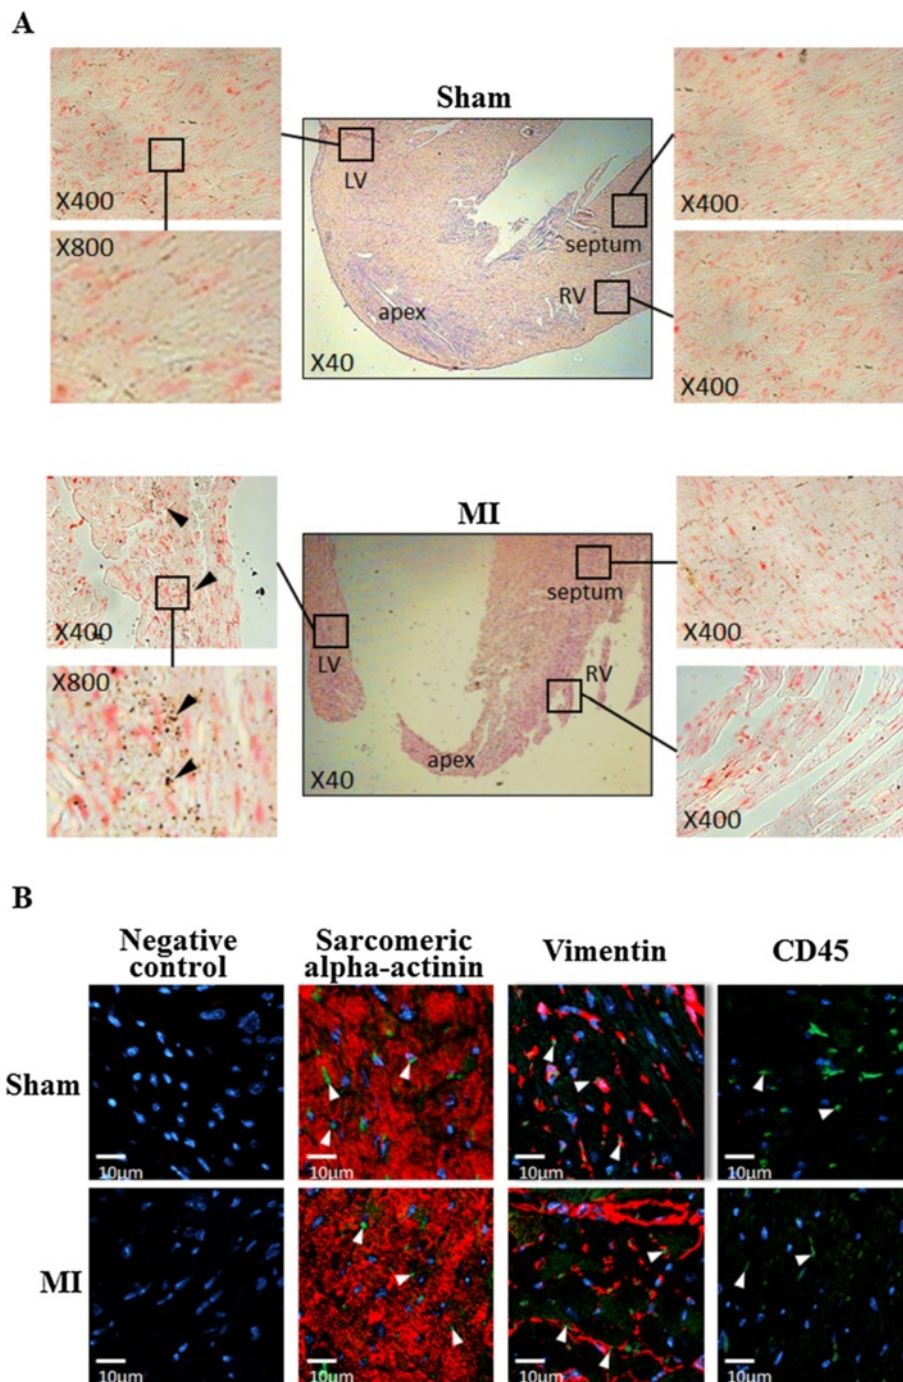 A
Sham
X400
LV
septum
X400
X800
RV
apex
X40
X400
MI
X400
septum
X400
LV
RV
X800
apex
X40
X400
B
Negative
control
Sarcomeric
alpha-actinin
Vimentin
CD45
Sham
10µm
10µm
10µm
10µm
MI
10µm
10µm
10µm
10µm